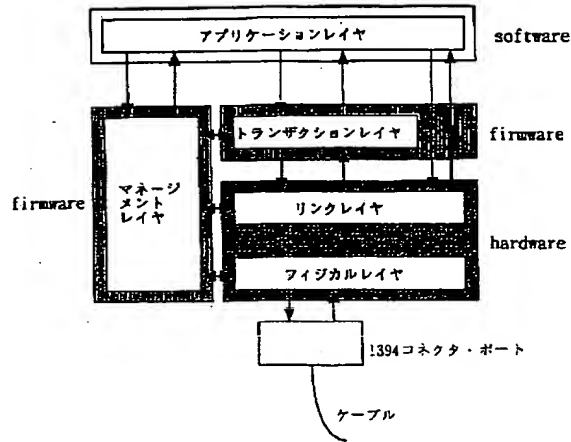 アプリケーションレイヤ
software
トランザクションレイヤ
firmware
firmware
マネージ
メント
レイヤ
リンクレイヤ
hardware
フィジカルレイヤ
1394コネクタ・ポート
ケーブル